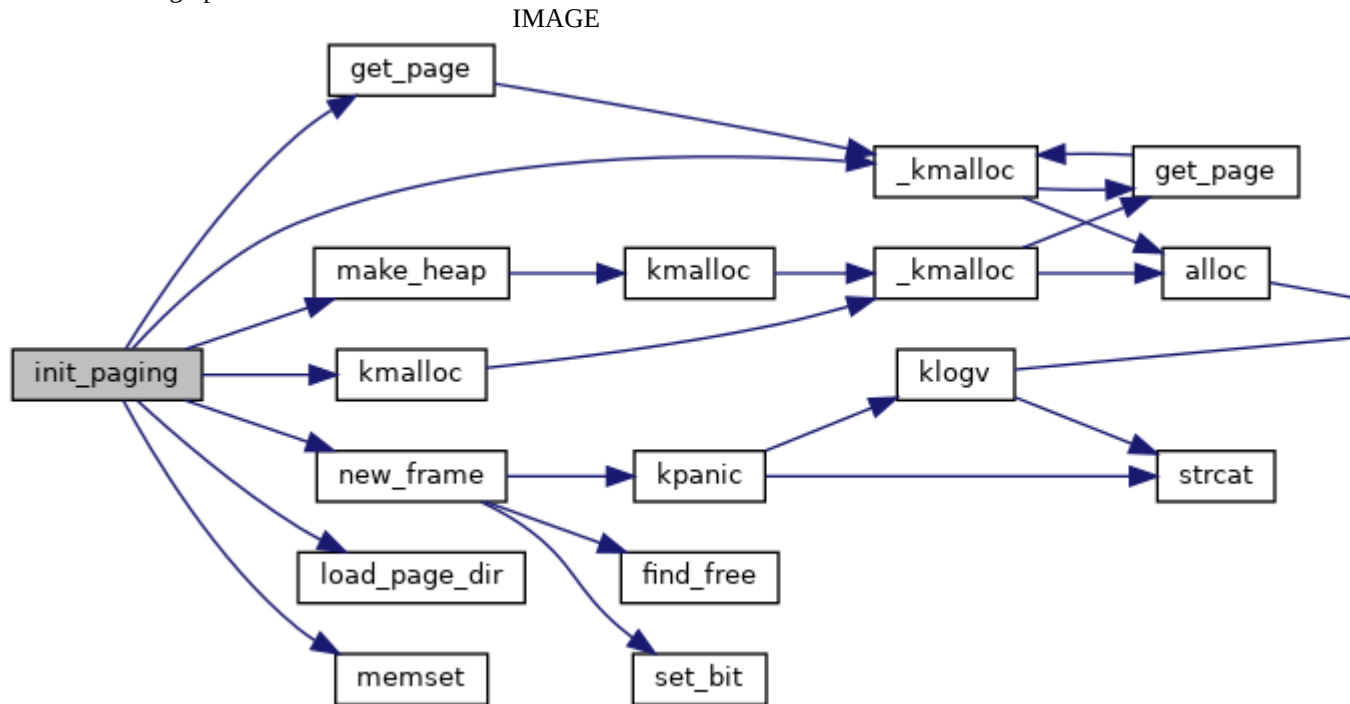 IMAGE
get_page
_kmalloc
get_page
make_heap
kmalloc
_kmalloc
alloc
init_paging
kmalloc
klogv
new_frame
kpanic
strcat
load_page_dir
find_free
memset
set_bit